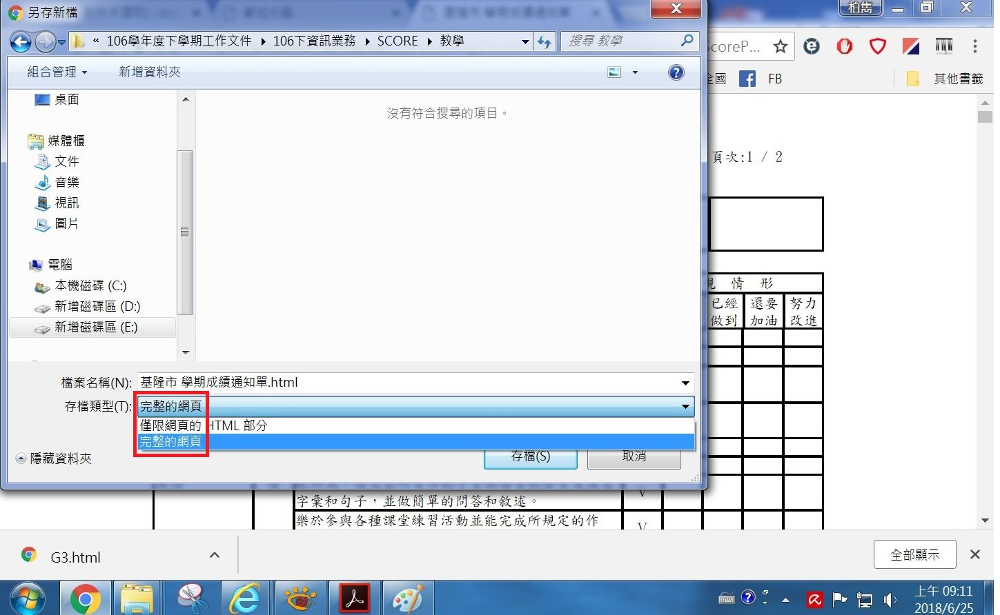 另存新檔
柏雋
« 106學年度下學期工作文件 ▸ 106下資訊業務 ▸ SCORE ▸ 教學
搜尋 教學
組合管理
新增資料夾
ScoreP...
全國
FB
其他書籤
桌面
沒有符合搜尋的項目。
媒體櫃
文件
音樂
視訊
圖片
頁次:1 / 2
電腦
本機磁碟 (C:)
新增磁碟區 (D:)
新增磁碟區 (E:)
現 情 形
已經 還要 努力
做到 加油 改進
檔案名稱(N): 基隆市 學期成績通知單.html
存檔類型(T): 完整的網頁
僅限網頁的 HTML 部分
完整的網頁
隱藏資料夾
存檔(S)
取消
字彙和句子，並做簡單的問答和敘述。
V
樂於參與各種課堂練習活動並能完成所規定的作
V
G3.html
全部顯示
上午 09:11
2018/6/25